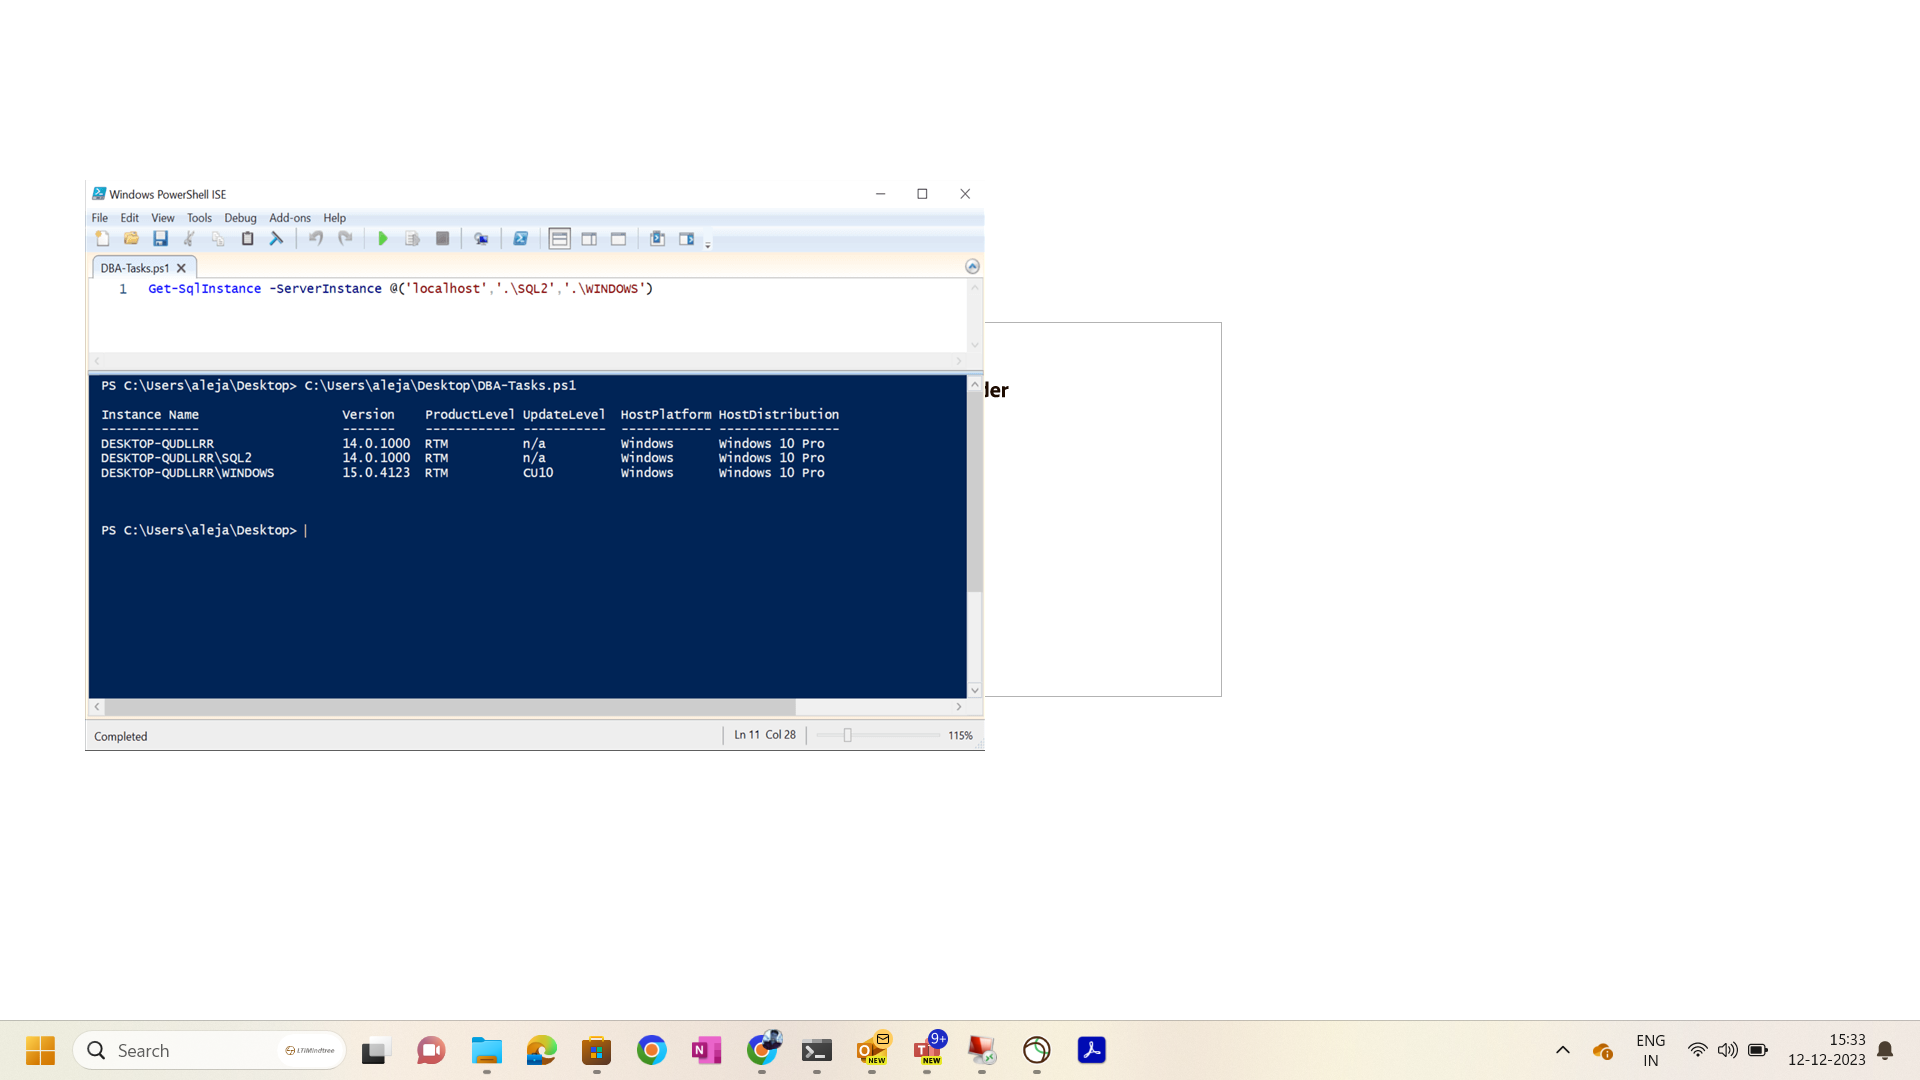 Windows PowerShell ISE
File Edit View Tools Debug Add-ons Help
DBA-Tasks.ps1
1 Get-SqlInstance -ServerInstance @('localhost','.\SQL2','.\WINDOWS')
der
PS C:\Users\aleja\Desktop> C:\Users\aleja\Desktop\DBA-Tasks.ps1
Instance Name Version ProductLevel UpdateLevel HostPlatform HostDistribution
------------- ------- ------------ ----------- ------------ ----------------
DESKTOP-QUDLLRR 14.0.1000 RTM n/a Windows Windows 10 Pro
DESKTOP-QUDLLRR\SQL2 14.0.1000 RTM n/a Windows Windows 10 Pro
DESKTOP-QUDLLRR\WINDOWS 15.0.4123 RTM CU10 Windows Windows 10 Pro
PS C:\Users\aleja\Desktop>
Completed Ln 11 Col 28 115%
Search LTIMindtree
NEW
9+
NEW
ENG
IN
15:33
12-12-2023